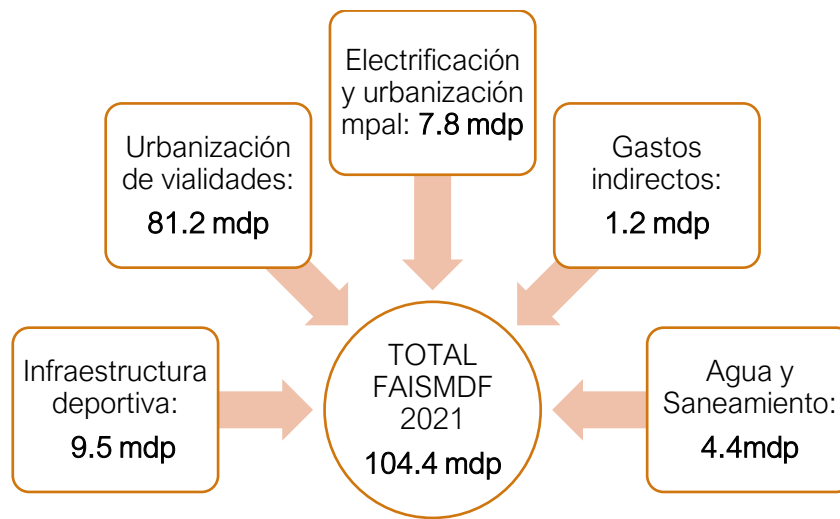 Electrificación
y urbanización
mpal: 7.8 mdp
Urbanización
de vialidades:
81.2 mdp
Gastos
indirectos:
1.2 mdp
Infraestructura
deportiva:
9.5 mdp
TOTAL
FAISMDF
2021
104.4 mdp
Agua y
Saneamiento:
4.4mdp